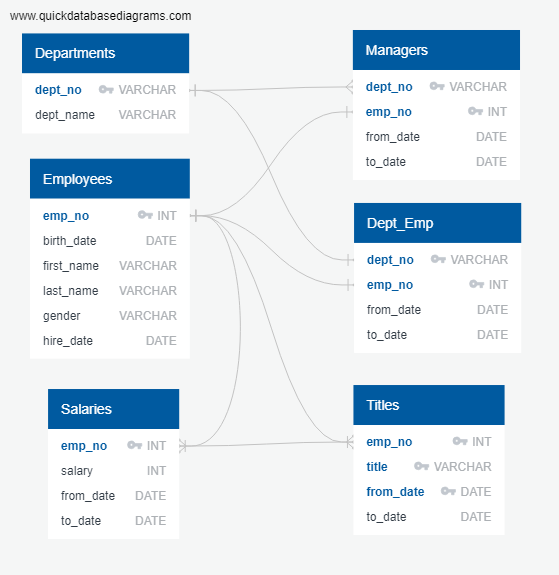 www.quickdatabasediagrams.com
Departments
dept_no VARCHAR
dept_name VARCHAR
Managers
dept_no VARCHAR
emp_no INT
from_date DATE
to_date DATE
Employees
emp_no INT
birth_date DATE
first_name VARCHAR
last_name VARCHAR
gender VARCHAR
hire_date DATE
Dept_Emp
dept_no VARCHAR
emp_no INT
from_date DATE
to_date DATE
Salaries
emp_no INT
salary INT
from_date DATE
to_date DATE
Titles
emp_no INT
title VARCHAR
from_date DATE
to_date DATE